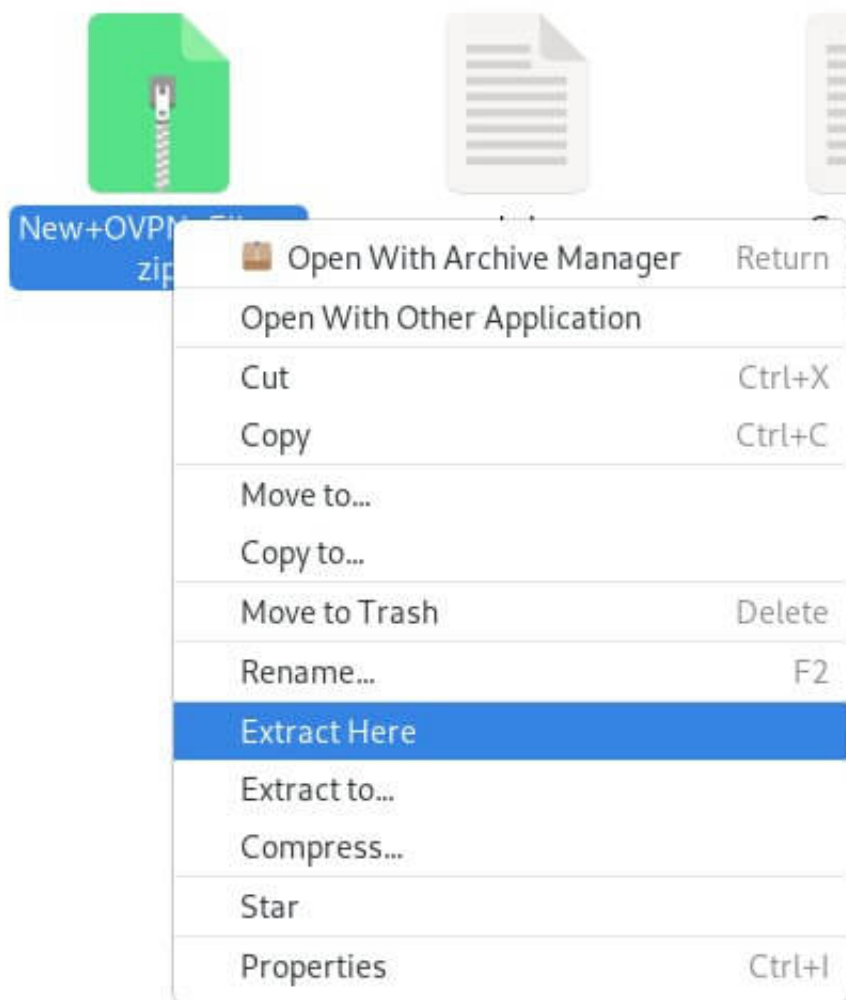 New+OVPN
zip
Open With Archive Manager Return
Open With Other Application
Cut Ctrl+X
Copy Ctrl+C
Move to...
Copy to...
Move to Trash Delete
Rename... F2
Extract Here
Extract to...
Compress...
Star
Properties Ctrl+I